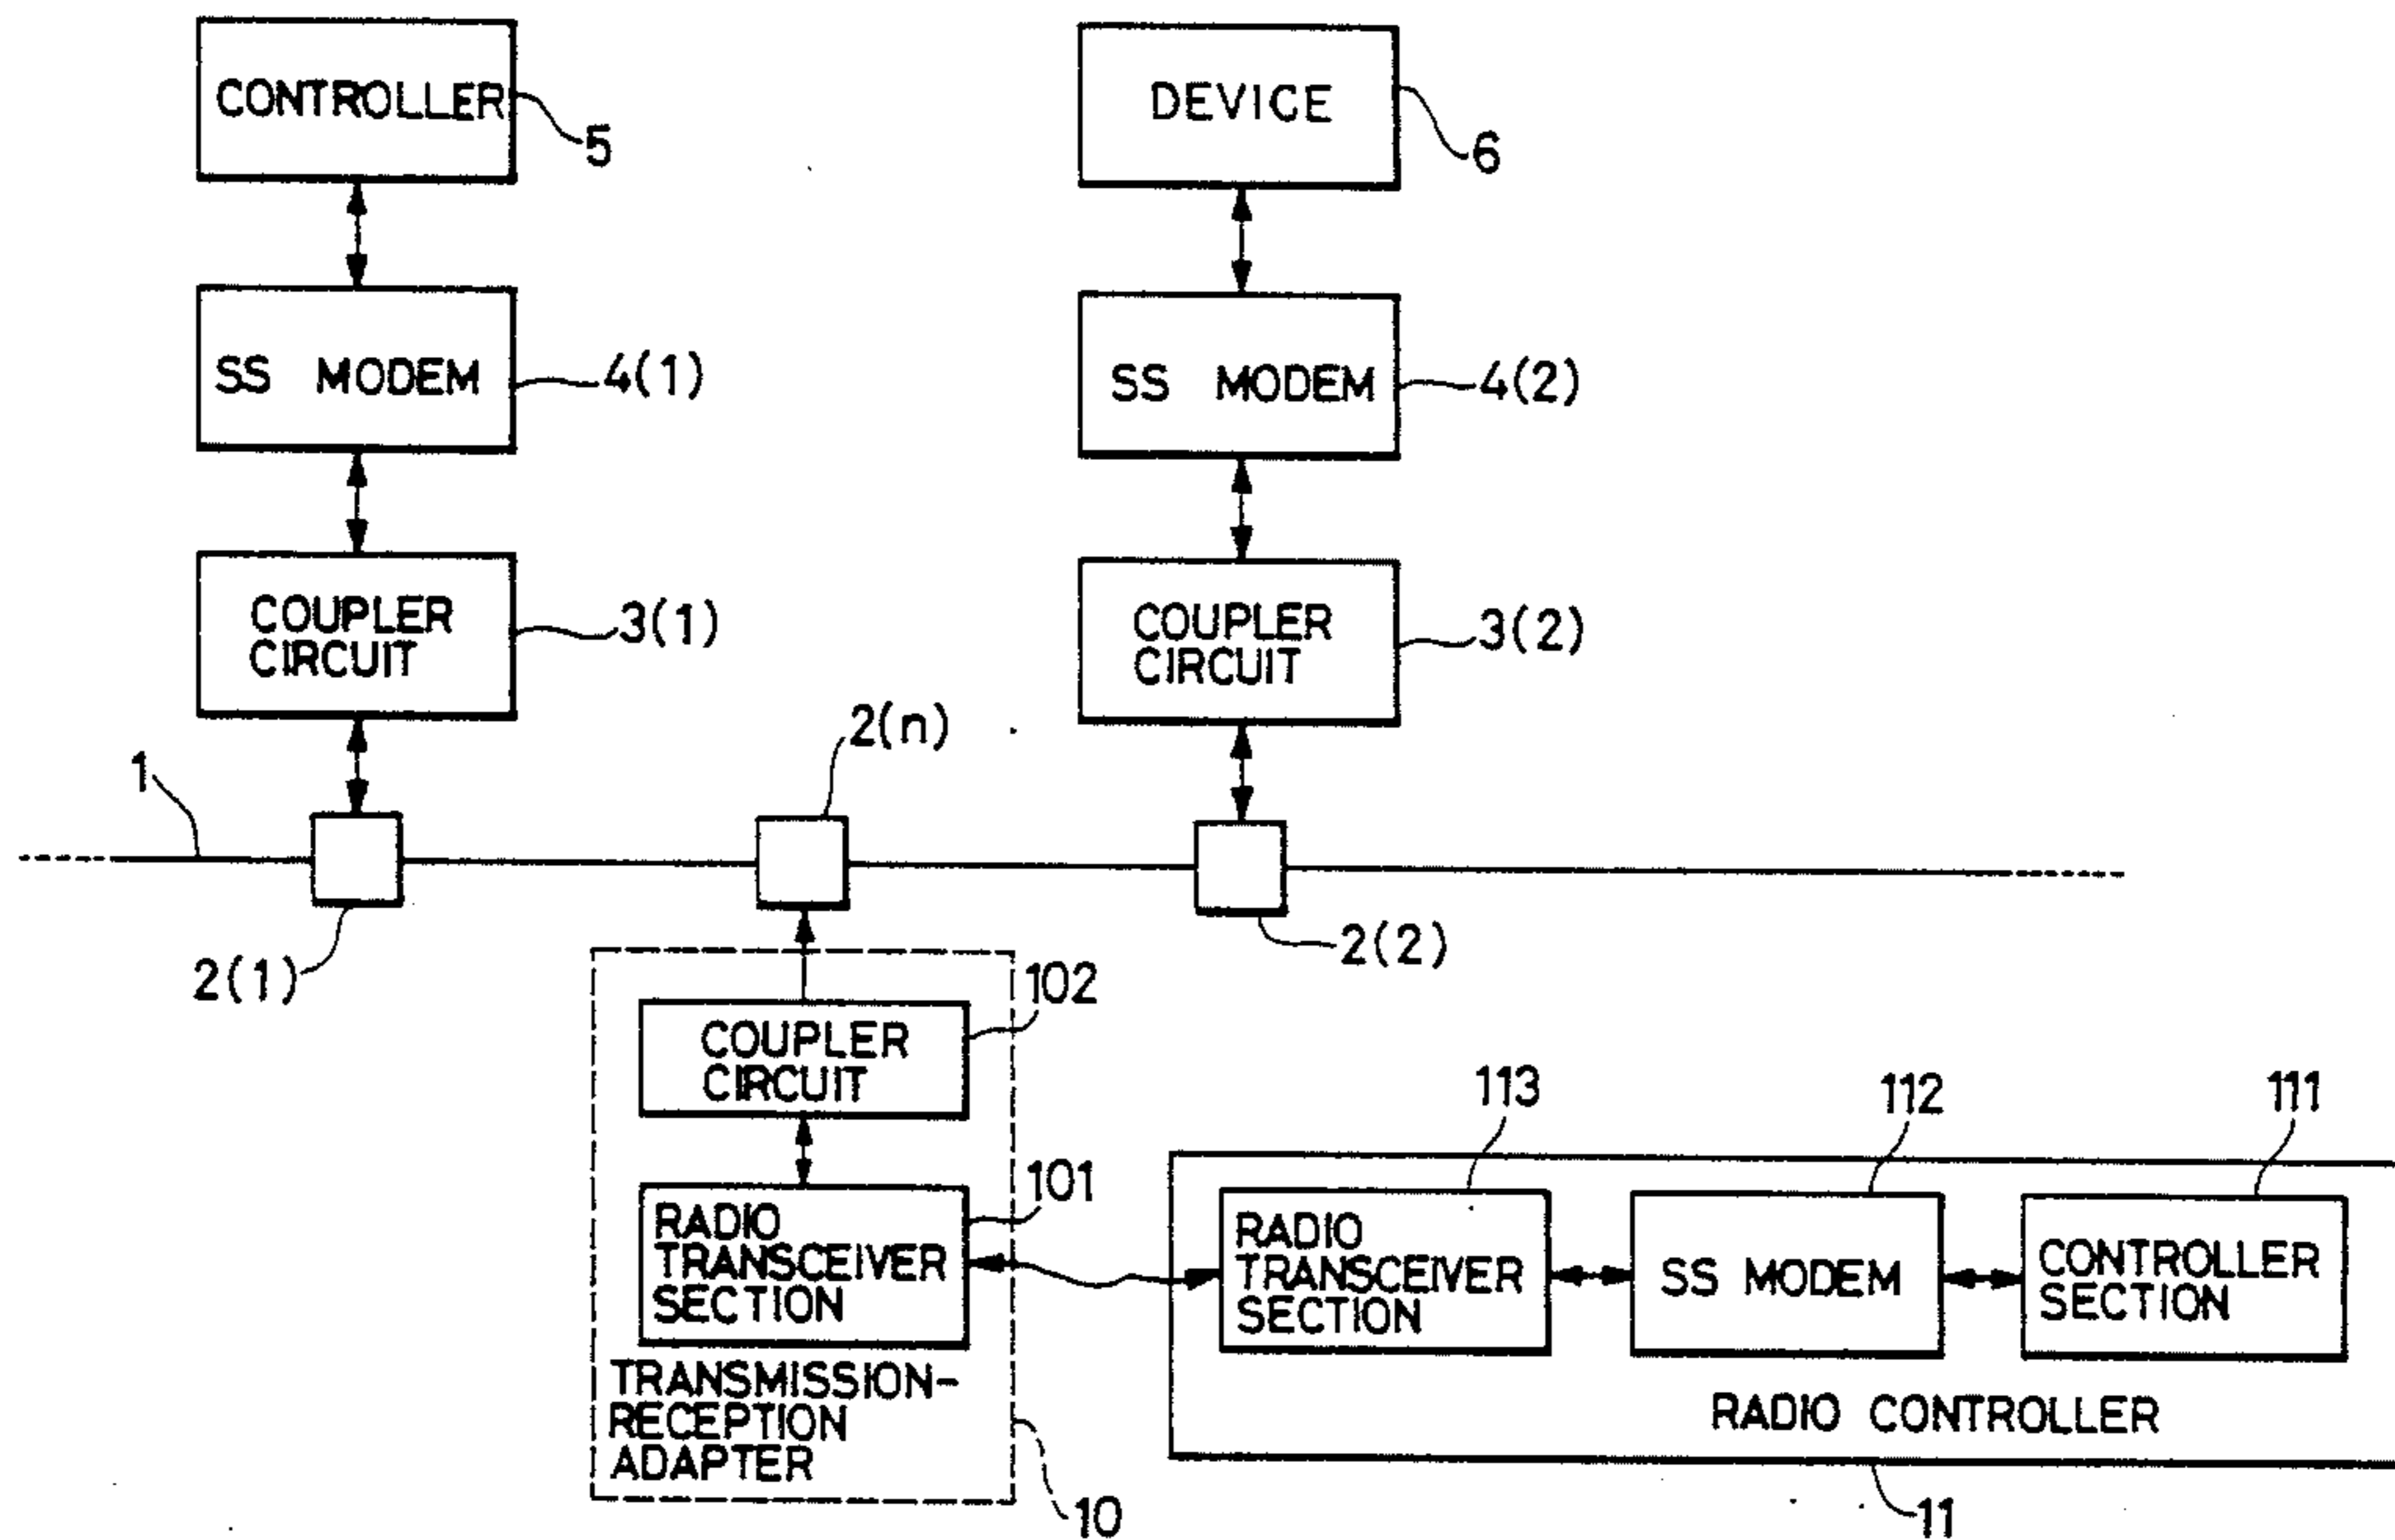 CONTROLLER
5
DEVICE
6
SS MODEM
4(1)
SS MODEM
4(2)
COUPLER
CIRCUIT
3(1)
COUPLER
CIRCUIT
3(2)
1
2(n)
2(1)
2(2)
COUPLER
CIRCUIT
102
RADIO
TRANSCEIVER
SECTION
101
TRANSMISSION-
RECEPTION
ADAPTER
10
113
112
111
RADIO
TRANSCEIVER
SECTION
SS MODEM
CONTROLLER
SECTION
RADIO CONTROLLER
11